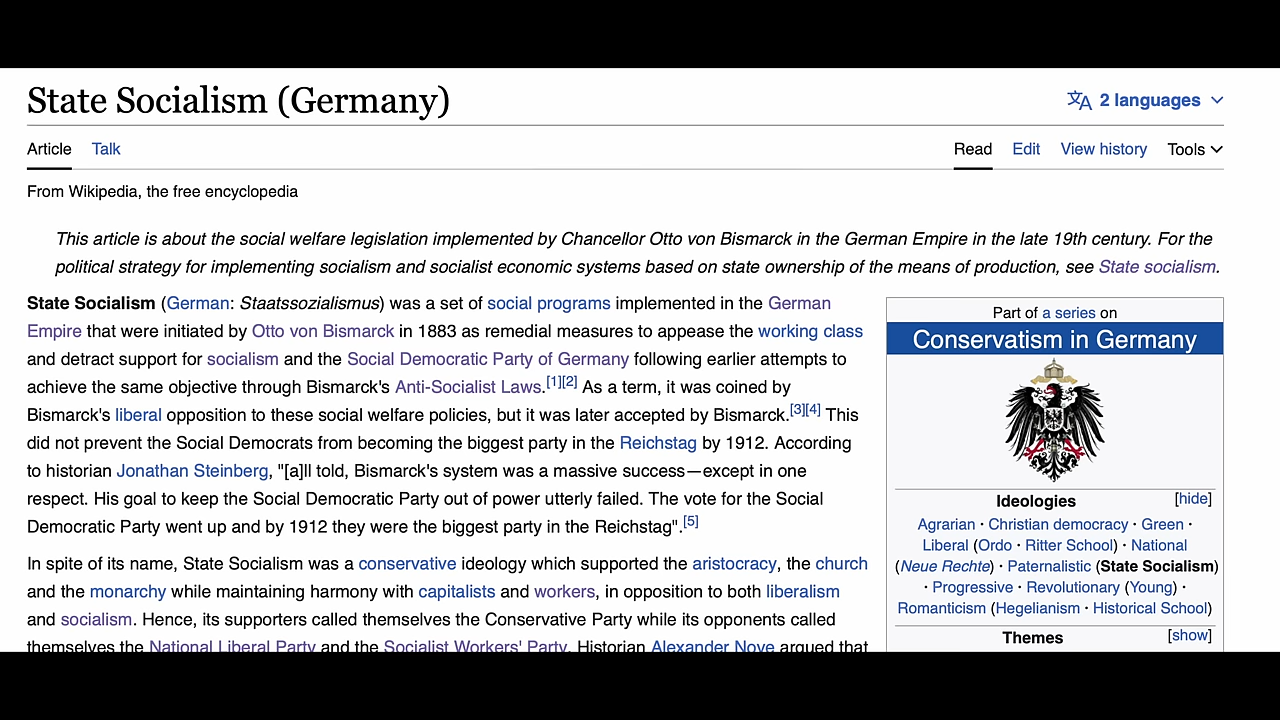 State Socialism (Germany)
2 languages
Article Talk Read Edit View history Tools
From Wikipedia, the free encyclopedia
This article is about the social welfare legislation implemented by Chancellor Otto von Bismarck in the German Empire in the late 19th century. For the
political strategy for implementing socialism and socialist economic systems based on state ownership of the means of production, see State socialism.
State Socialism (German: Staatssozialismus) was a set of social programs implemented in the German
Empire that were initiated by Otto von Bismarck in 1883 as remedial measures to appease the working class
and detract support for socialism and the Social Democratic Party of Germany following earlier attempts to
achieve the same objective through Bismarck's Anti-Socialist Laws.[1][2] As a term, it was coined by
Bismarck's liberal opposition to these social welfare policies, but it was later accepted by Bismarck.[3][4] This
did not prevent the Social Democrats from becoming the biggest party in the Reichstag by 1912. According
to historian Jonathan Steinberg, "[a]ll told, Bismarck's system was a massive success—except in one
respect. His goal to keep the Social Democratic Party out of power utterly failed. The vote for the Social
Democratic Party went up and by 1912 they were the biggest party in the Reichstag".[5]
In spite of its name, State Socialism was a conservative ideology which supported the aristocracy, the church
and the monarchy while maintaining harmony with capitalists and workers, in opposition to both liberalism
and socialism. Hence, its supporters called themselves the Conservative Party while its opponents called
themselves the National Liberal Party and the Socialist Workers' Party. Historian Alexander Nove argued that
Part of a series on
Conservatism in Germany
Ideologies [hide]
Agrarian · Christian democracy · Green ·
Liberal (Ordo · Ritter School) · National
(Neue Rechte) · Paternalistic (State Socialism)
· Progressive · Revolutionary (Young) ·
Romanticism (Hegelianism · Historical School)
Themes [show]